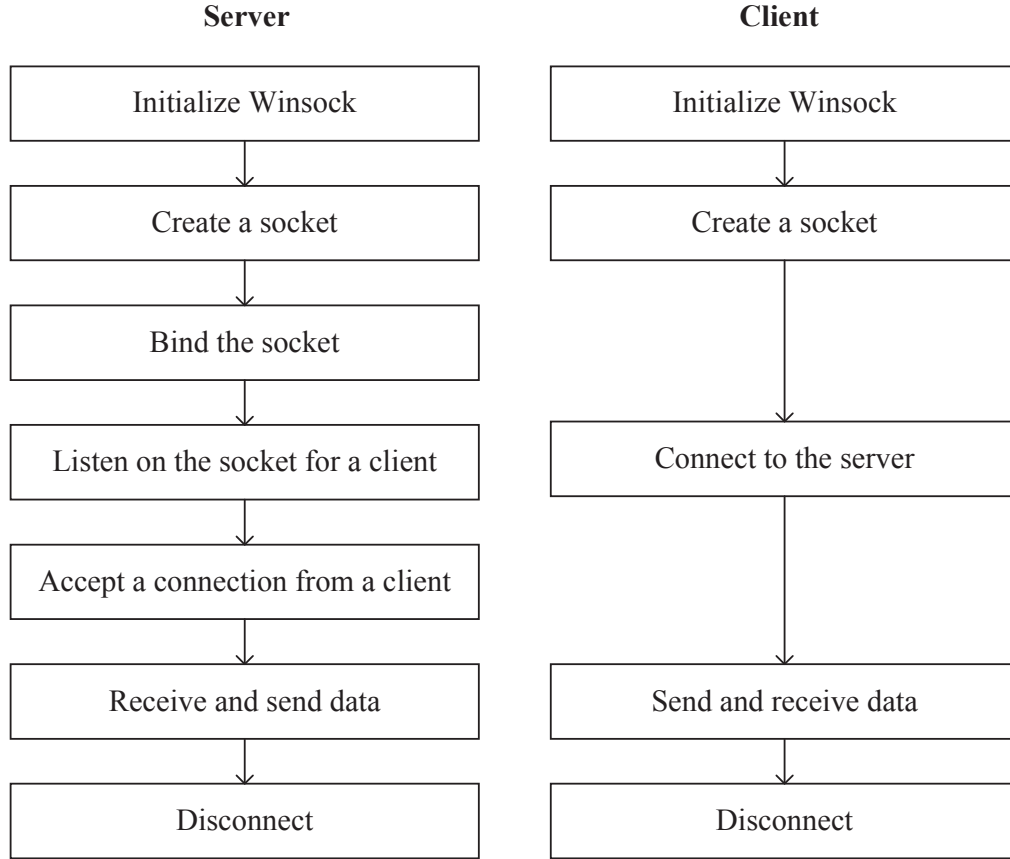 Server
Initialize Winsock
Create a socket
Bind the socket
Listen on the socket for a client
Accept a connection from a client
Receive and send data
Disconnect
Client
Initialize Winsock
Create a socket
Connect to the server
Send and receive data
Disconnect